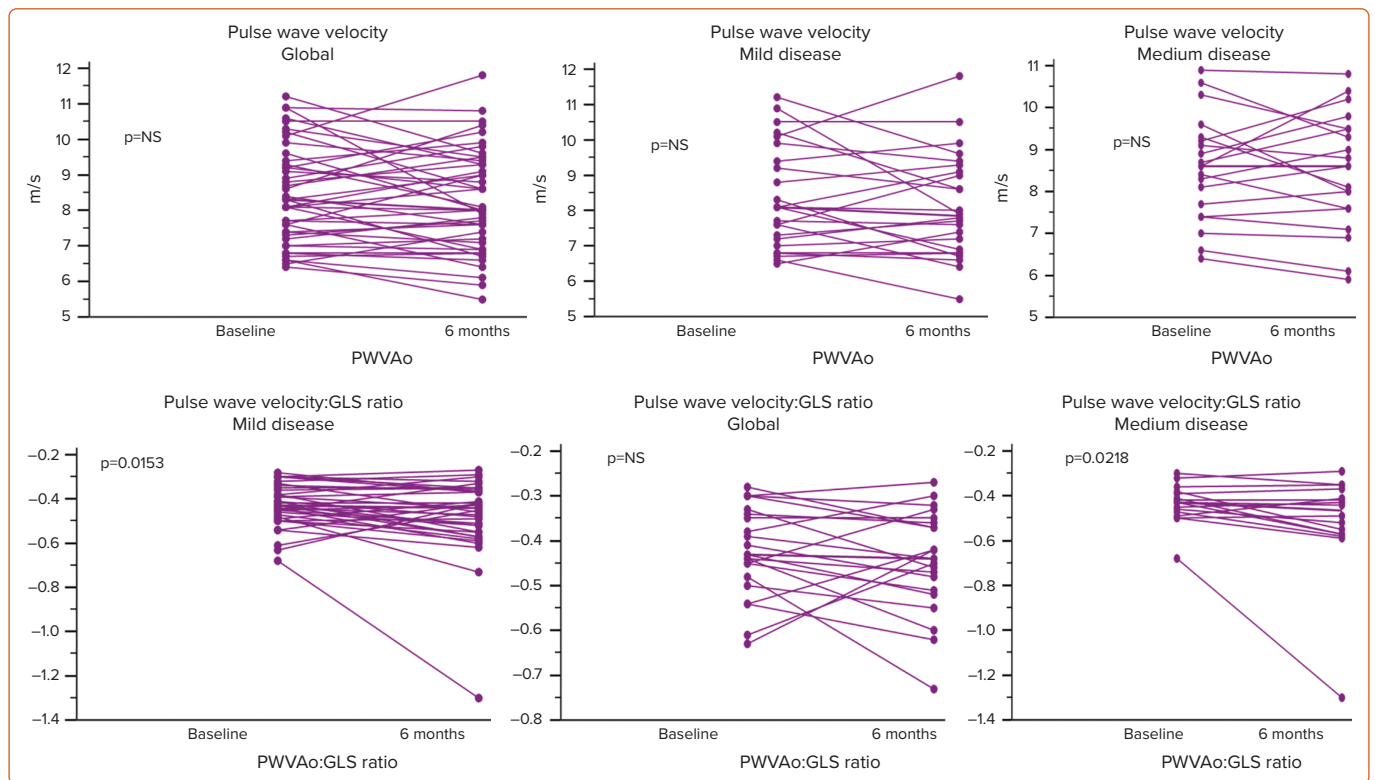 Pulse wave velocity
Global
12
11
10
9
8
7
6
5
m/s
p=NS
Baseline
6 months
PWVAo
Pulse wave velocity
Mild disease
12
11
10
9
8
7
6
5
m/s
p=NS
Baseline
6 months
PWVAo
Pulse wave velocity
Medium disease
11
10
9
8
7
6
5
m/s
p=NS
Baseline
6 months
PWVAo
Pulse wave velocity:GLS ratio
Mild disease
–0.2
–0.4
–0.6
–0.8
–1.0
–1.2
–1.4
p=0.0153
Baseline
6 months
PWVAo:GLS ratio
Pulse wave velocity:GLS ratio
Global
–0.2
–0.3
–0.4
–0.5
–0.6
–0.7
–0.8
p=NS
Baseline
6 months
PWVAo:GLS ratio
Pulse wave velocity:GLS ratio
Medium disease
–0.2
–0.4
–0.6
–0.8
–1.0
–1.2
–1.4
p=0.0218
Baseline
6 months
PWVAo:GLS ratio